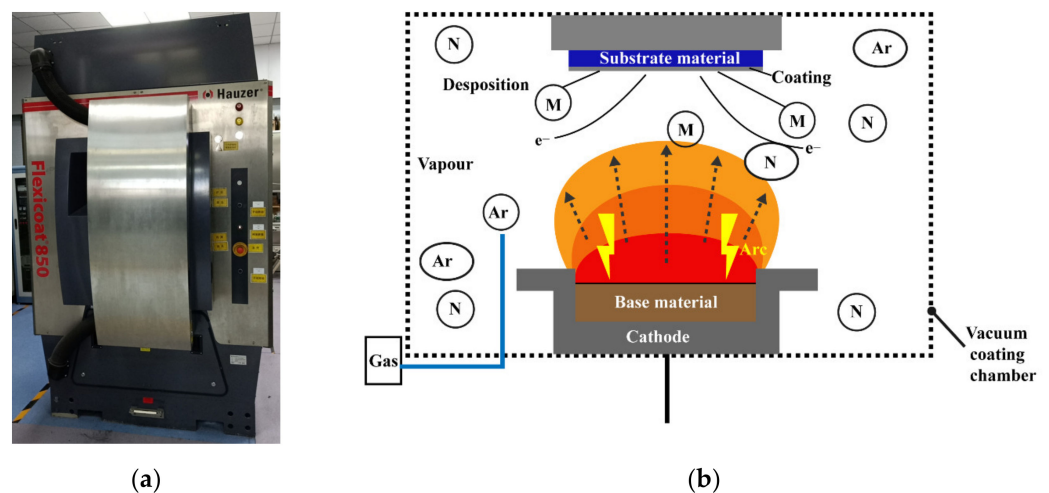 Hauzer
Flexicoat 850
N
Ar
Substrate material
Desposition
Coating
M
M
N
e−
M
e−
N
Vapour
Ar
Arc
Ar
N
Base material
N
Cathode
Gas
Vacuum
coating
chamber
(a)
(b)